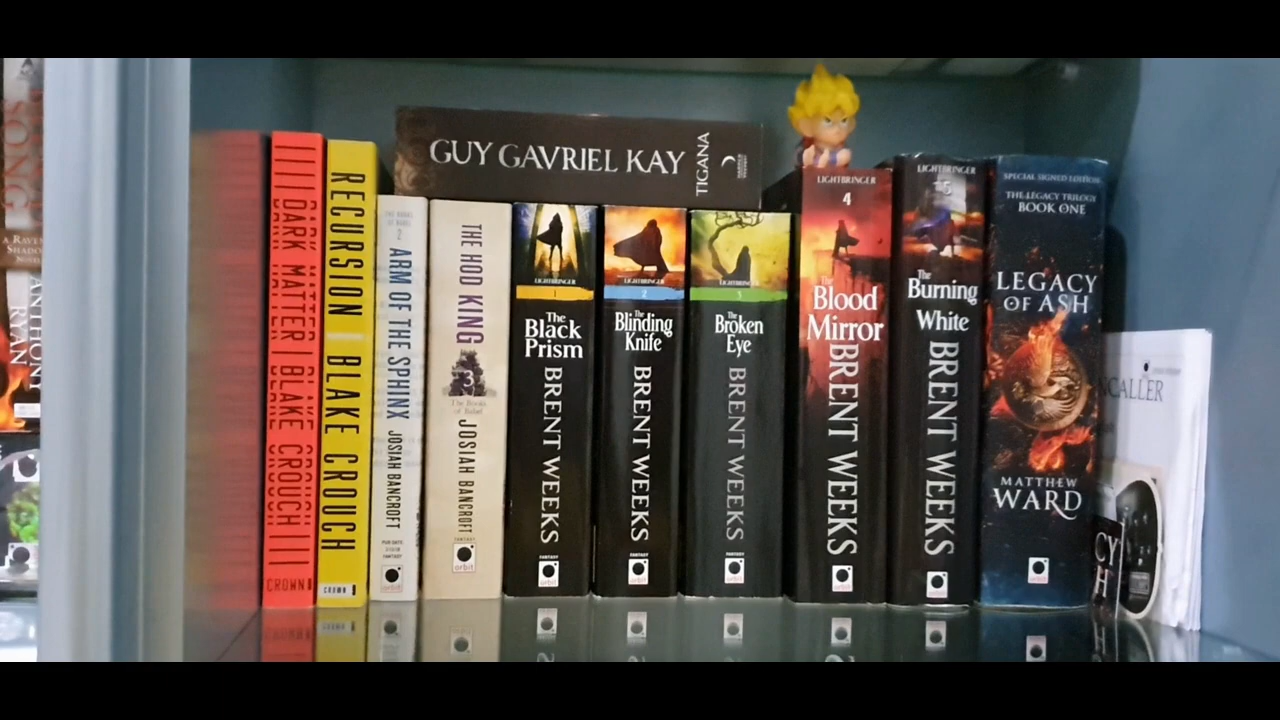 SONG
A RAVEN
SHADOW
NOVEL
ANTHONY
RYAN
DARK MATTER | BLAKE CROUCH
CROWN
RECURSION BLAKE CROUCH
CROWN
2
ARM OF THE SPHINX
JOSIAH BANCROFT
FANTASY
orbit
THE HOD KING
3
The Books
of Babel
JOSIAH BANCROFT
FANTASY
orbit
GUY GAVRIEL KAY
TIGANA
LIGHTBRINGER
1
The
Black
Prism
BRENT WEEKS
FANTASY
orbit
LIGHTBRINGER
2
The
Blinding
Knife
BRENT WEEKS
FANTASY
orbit
LIGHTBRINGER
3
The
Broken
Eye
BRENT WEEKS
FANTASY
orbit
LIGHTBRINGER
4
The
Blood
Mirror
BRENT WEEKS
orbit
LIGHTBRINGER
5
The
Burning
White
BRENT WEEKS
orbit
SPECIAL SIGNED EDITION
THE LEGACY TRILOGY
BOOK ONE
LEGACY
OF ASH
MATTHEW
WARD
orbit
NCALLER
CY
H